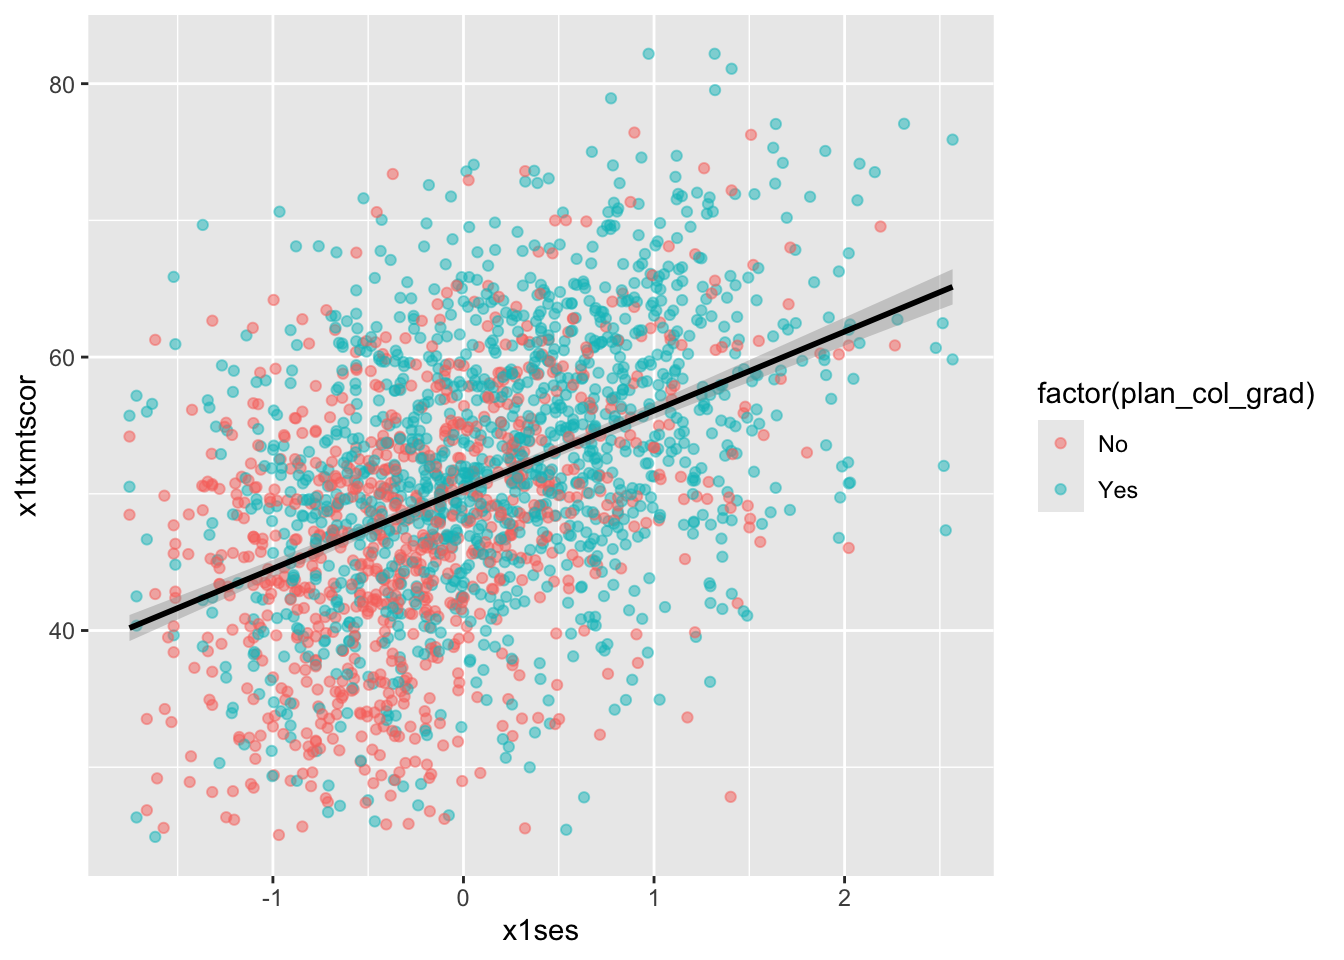 80
60
40
x1txmtscor
-1
0
1
2
x1ses
factor(plan_col_grad)
No
Yes